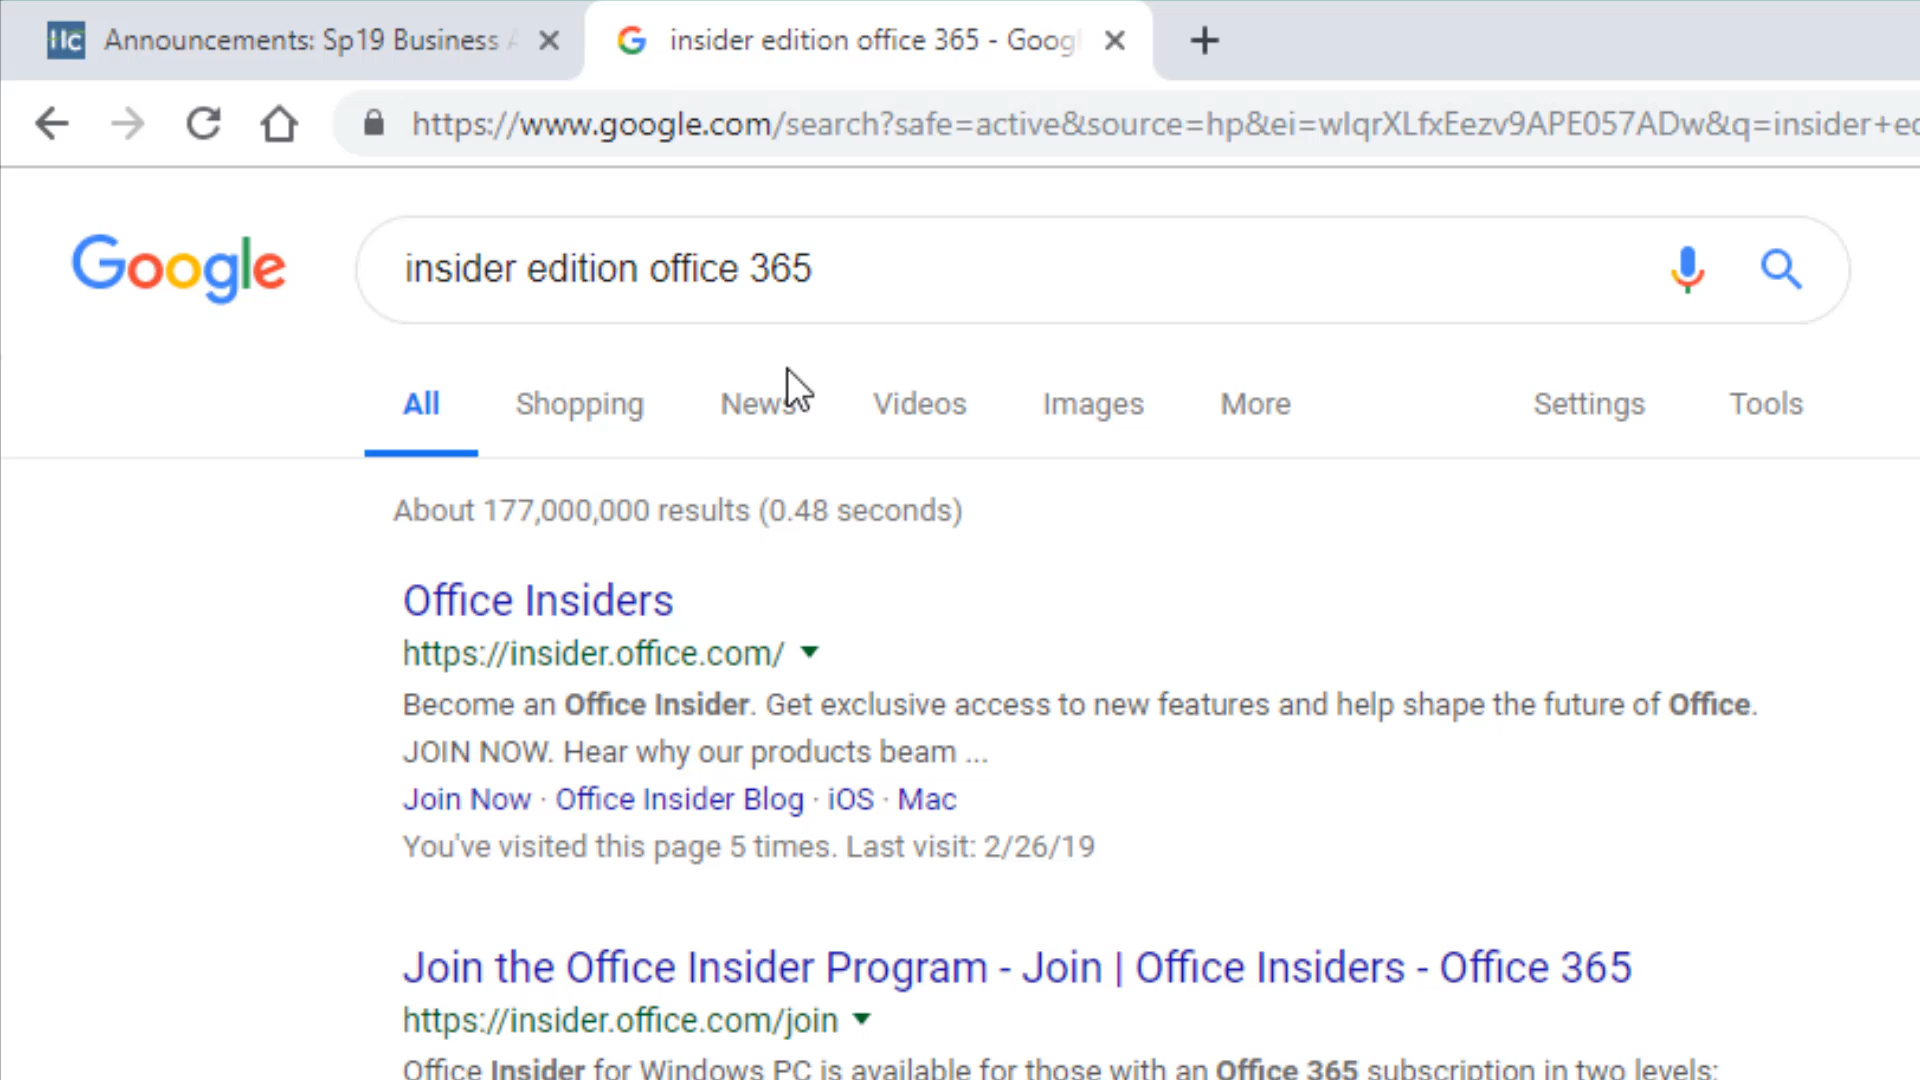 Announcements: Sp19 Business
insider edition office 365 - Googl
https://www.google.com/search?safe=active&source=hp&ei=wIqrXLfxEezv9APE057ADw&q=insider+ed
Google
insider edition office 365
All Shopping News Videos Images More Settings Tools
About 177,000,000 results (0.48 seconds)
Office Insiders
https://insider.office.com/
Become an Office Insider. Get exclusive access to new features and help shape the future of Office.
JOIN NOW. Hear why our products beam ...
Join Now · Office Insider Blog · iOS · Mac
You've visited this page 5 times. Last visit: 2/26/19
Join the Office Insider Program - Join | Office Insiders - Office 365
https://insider.office.com/join
Office Insider for Windows PC is available for those with an Office 365 subscription in two levels: